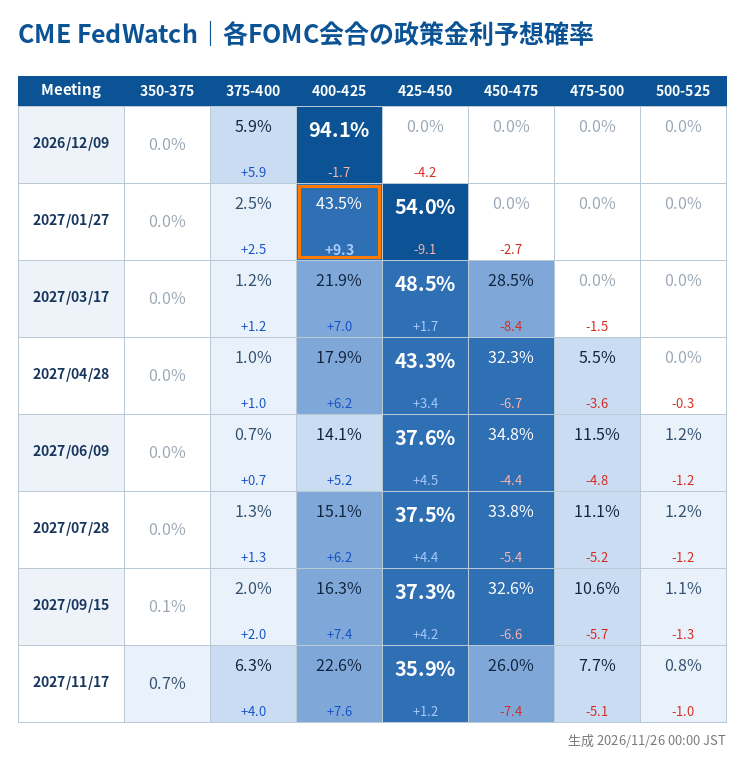 CME FedWatch｜各FOMC会合の政策金利予想確率
Meeting 350-375 375-400 400-425 425-450 450-475 475-500 500-525
2026/12/09 0.0% 5.9% 94.1% 0.0% 0.0% 0.0% 0.0%
+5.9 -1.7 -4.2
2027/01/27 0.0% 2.5% 43.5% 54.0% 0.0% 0.0% 0.0%
+2.5 +9.3 -9.1 -2.7
2027/03/17 0.0% 1.2% 21.9% 48.5% 28.5% 0.0% 0.0%
+1.2 +7.0 +1.7 -8.4 -1.5
2027/04/28 0.0% 1.0% 17.9% 43.3% 32.3% 5.5% 0.0%
+1.0 +6.2 +3.4 -6.7 -3.6 -0.3
2027/06/09 0.0% 0.7% 14.1% 37.6% 34.8% 11.5% 1.2%
+0.7 +5.2 +4.5 -4.4 -4.8 -1.2
2027/07/28 0.0% 1.3% 15.1% 37.5% 33.8% 11.1% 1.2%
+1.3 +6.2 +4.4 -5.4 -5.2 -1.2
2027/09/15 0.1% 2.0% 16.3% 37.3% 32.6% 10.6% 1.1%
+2.0 +7.4 +4.2 -6.6 -5.7 -1.3
2027/11/17 0.7% 6.3% 22.6% 35.9% 26.0% 7.7% 0.8%
+4.0 +7.6 +1.2 -7.4 -5.1 -1.0
生成 2026/11/26 00:00 JST